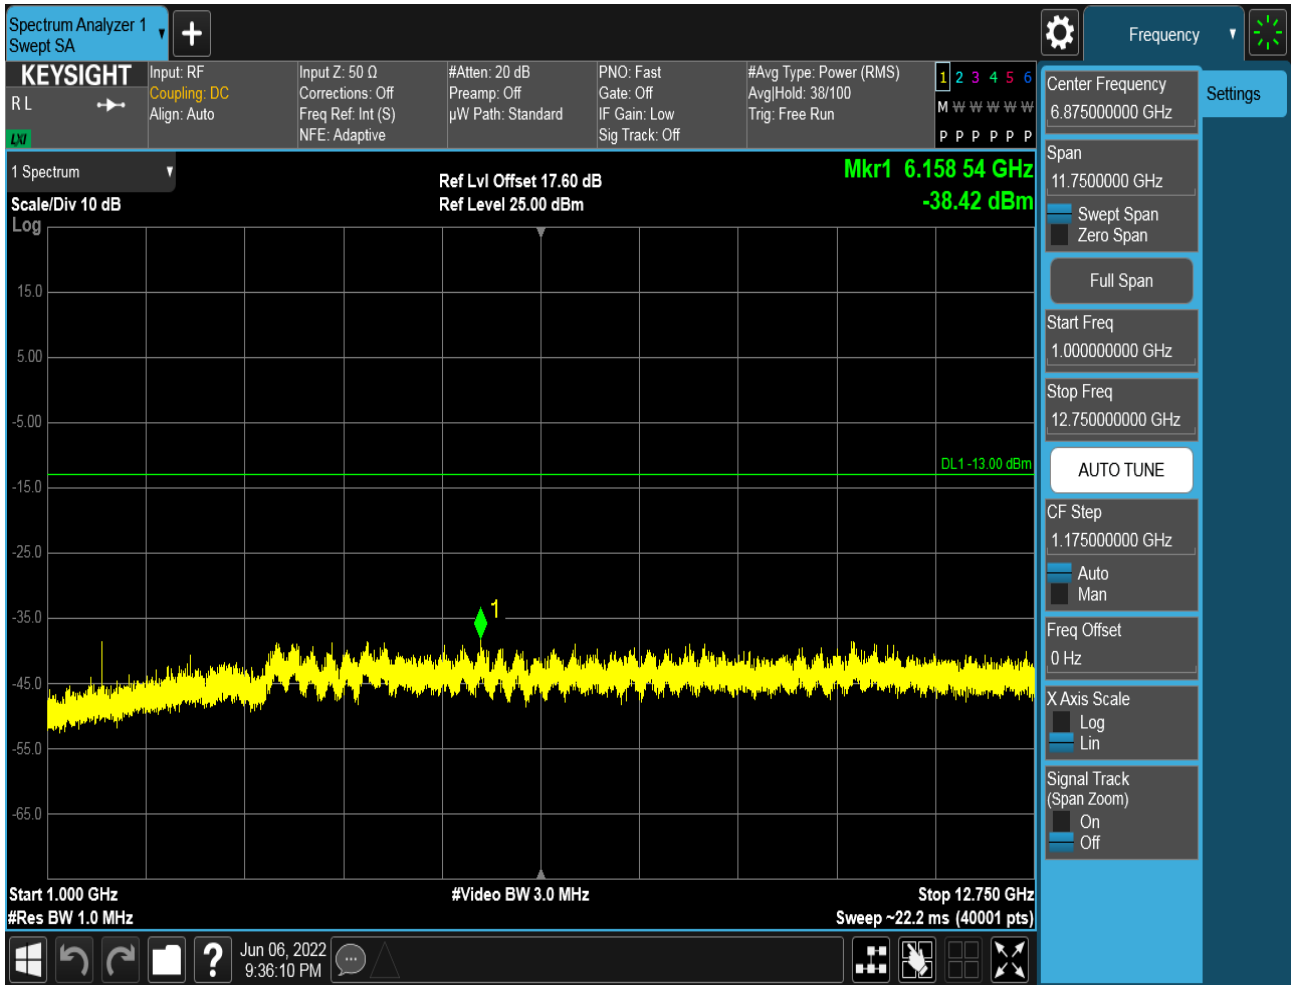 Spectrum Analyzer 1
Swept SA
Frequency
KEYSIGHT
R L
LXI
Input: RF
Coupling: DC
Align: Auto
Input Z: 50 Ω
Corrections: Off
Freq Ref: Int (S)
NFE: Adaptive
#Atten: 20 dB
Preamp: Off
µW Path: Standard
PNO: Fast
Gate: Off
IF Gain: Low
Sig Track: Off
#Avg Type: Power (RMS)
Avg|Hold: 38/100
Trig: Free Run
1 2 3 4 5 6
M W W W W W
P P P P P P
1 Spectrum
Scale/Div 10 dB
Log
Ref Lvl Offset 17.60 dB
Ref Level 25.00 dBm
Mkr1 6.158 54 GHz
-38.42 dBm
15.0
5.00
-5.00
-15.0
-25.0
-35.0
-45.0
-55.0
-65.0
DL1 -13.00 dBm
1
Start 1.000 GHz
#Res BW 1.0 MHz
#Video BW 3.0 MHz
Stop 12.750 GHz
Sweep ~22.2 ms (40001 pts)
Jun 06, 2022
9:36:10 PM
Center Frequency
6.875000000 GHz
Settings
Span
11.7500000 GHz
Swept Span
Zero Span
Full Span
Start Freq
1.000000000 GHz
Stop Freq
12.750000000 GHz
AUTO TUNE
CF Step
1.175000000 GHz
Auto
Man
Freq Offset
0 Hz
X Axis Scale
Log
Lin
Signal Track
(Span Zoom)
On
Off